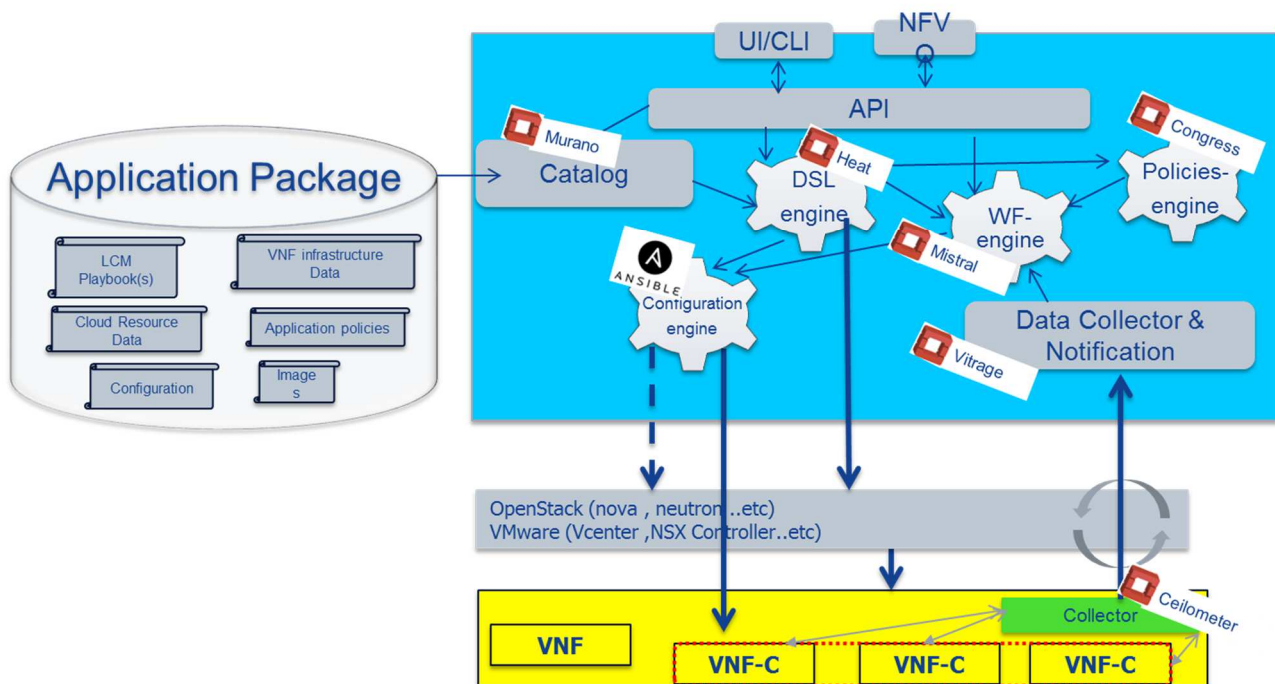 UI/CLI
NFV
O
API
Murano
Catalog
Heat
DSL
engine
Congress
Policies-
engine
WF-
engine
Mistral
ANSIBLE
Configuration
engine
Data Collector &
Notification
Vitrage
Application Package
LCM
Playbook(s)
VNF infrastructure
Data
Cloud Resource
Data
Application policies
Configuration
Image
s
OpenStack (nova , neutron ..etc)
VMware (Vcenter ,NSX Controller..etc)
Ceilometer
Collector
VNF
VNF-C
VNF-C
VNF-C